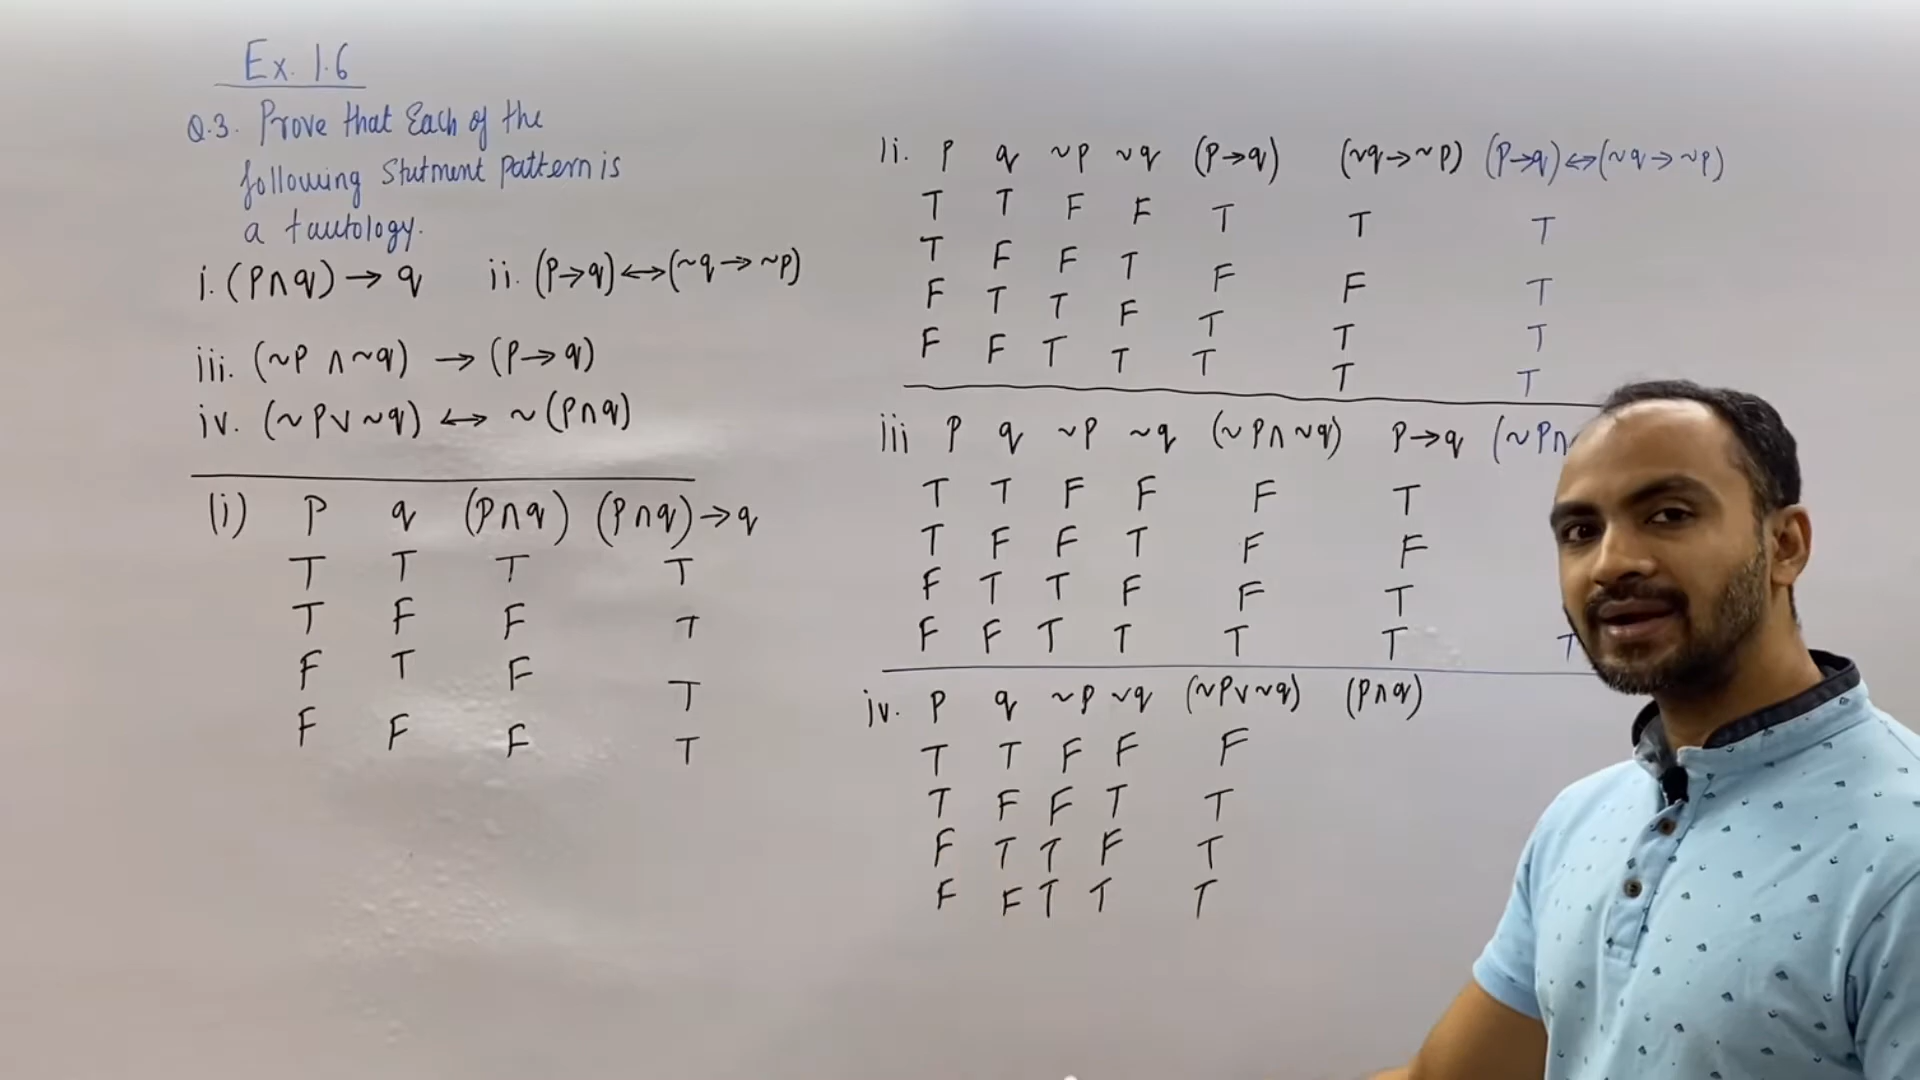 Ex. 1.6
Q.3. Prove that Each of the
following Stutment pattern is
a tautology.
i. (p∧q) → q ii. (p→q) ↔ (~q → ~p)
iii. (~p ∧ ~q) → (p → q)
iv. (~p ∨ ~q) ↔ ~(p∧q)
(i) p q (p∧q) (p∧q) → q
T T T T
T F F T
F T F T
F F F T
ii. p q ~p ~q (p→q) (~q→~p) (p→q)↔(~q→~p)
T T F F T T T
T F F T F F T
F T T F T T T
F F T T T T T
iii p q ~p ~q (~p∧~q) p→q (~p∧
T T F F F T
T F F T F F
F T T F F T
F F T T T T T
iv. p q ~p ~q (~p∨~q) (p∧q)
T T F F F
T F F T T
F T T F T
F F T T T